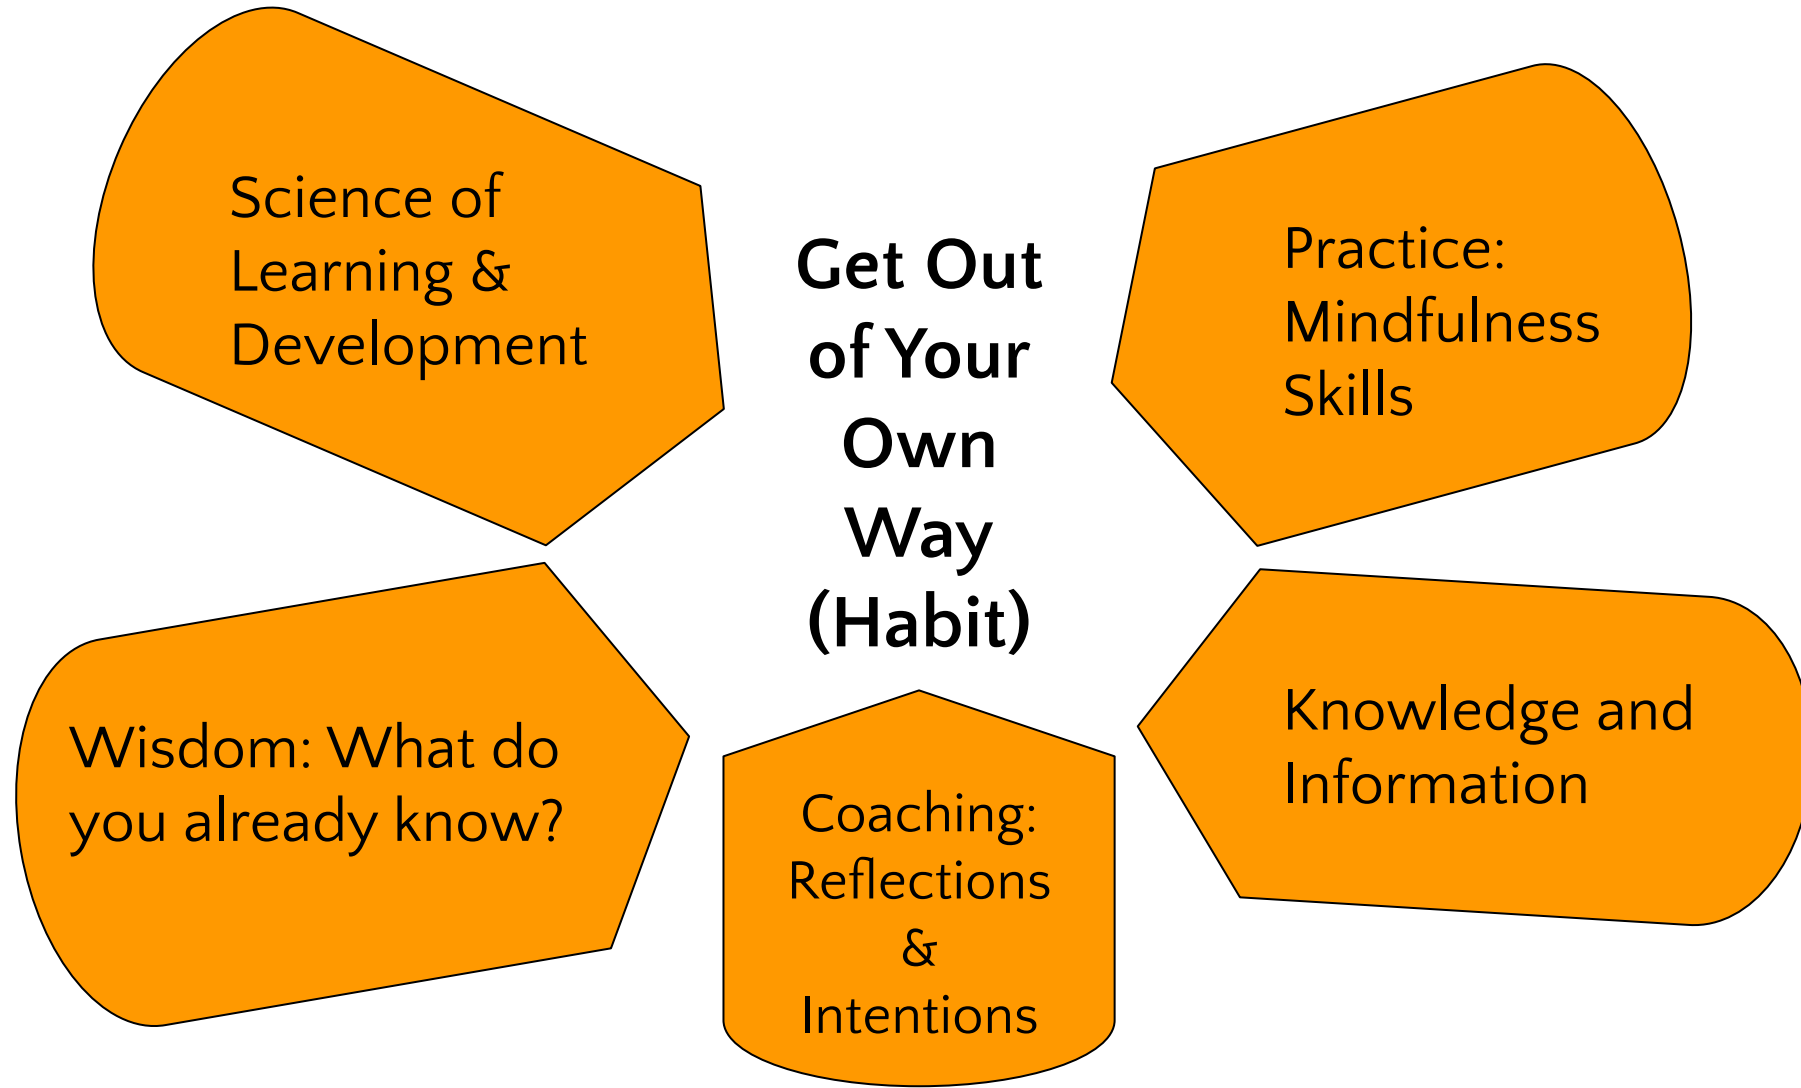 Science of
Learning &
Development
Get Out
of Your
Own
Way
(Habit)
Practice:
Mindfulness
Skills
Wisdom: What do
you already know?
Coaching:
Reflections
&
Intentions
Knowledge and
Information